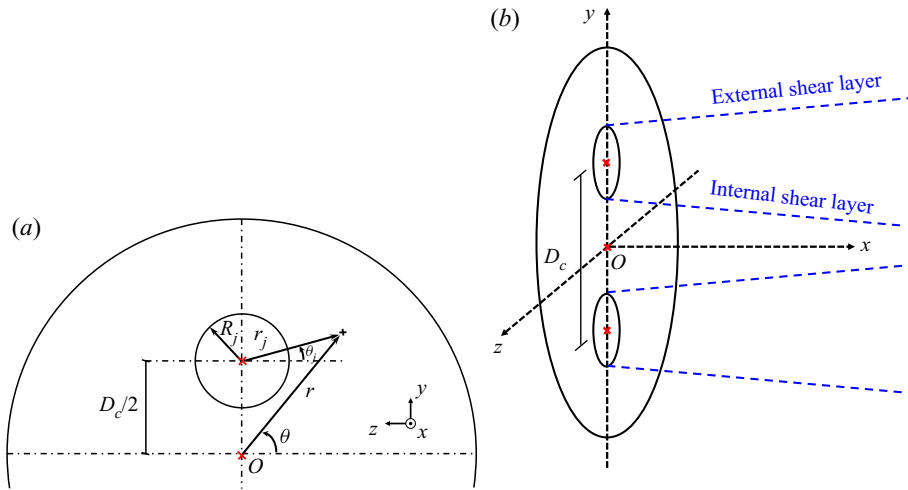 (a)
R_j
r_j
θ_j
r
D_c/2
y
z
x
θ
O
(b)
y
External shear layer
Internal shear layer
D_c
O
x
z